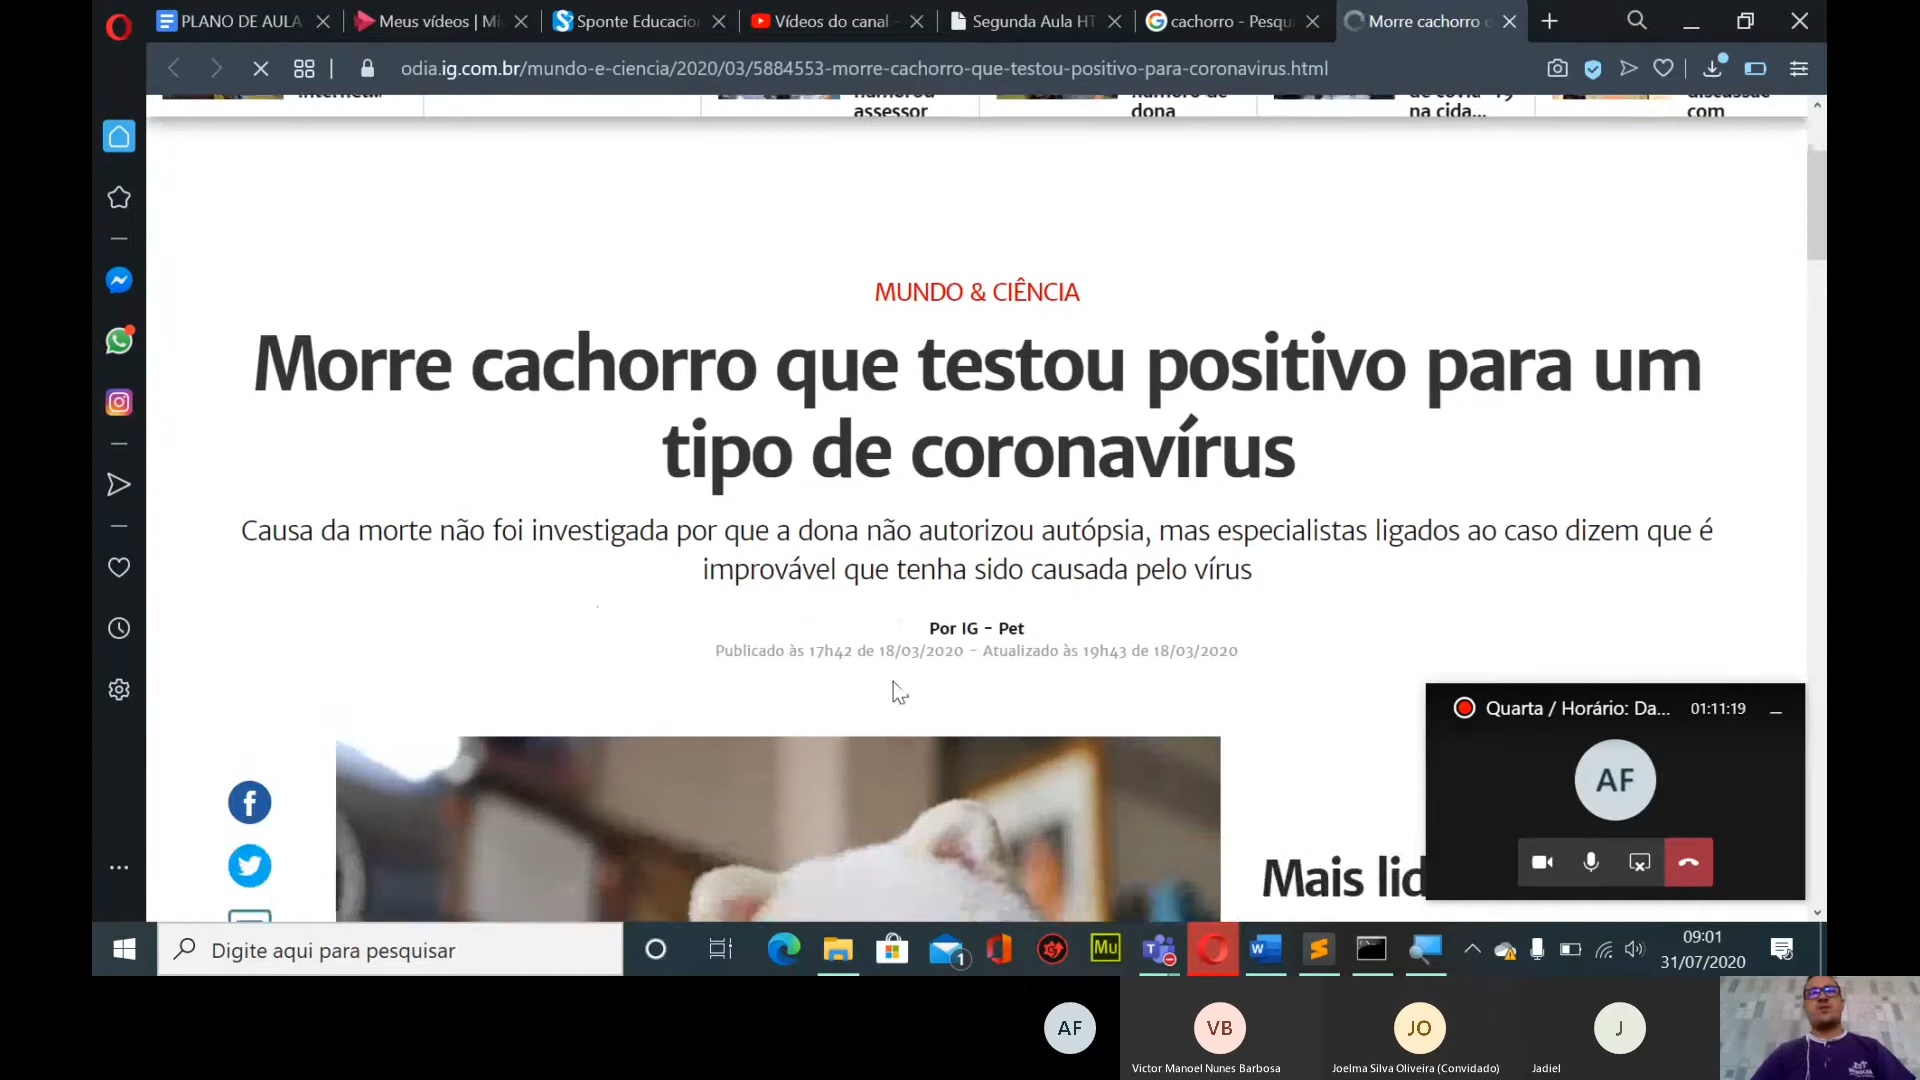 PLANO DE AULA
Meus vídeos | Mi
Sponte Educacio
Vídeos do canal -
Segunda Aula HT
cachorro - Pesqui
Morre cachorro
odia.ig.com.br/mundo-e-ciencia/2020/03/5884553-morre-cachorro-que-testou-positivo-para-coronavirus.html
assessor
dona
na cida...
com
MUNDO & CIÊNCIA
Morre cachorro que testou positivo para um
tipo de coronavírus
Causa da morte não foi investigada por que a dona não autorizou autópsia, mas especialistas ligados ao caso dizem que é
improvável que tenha sido causada pelo vírus
Por IG - Pet
Publicado às 17h42 de 18/03/2020 - Atualizado às 19h43 de 18/03/2020
Quarta / Horário: Da...
01:11:19
AF
Mais lid
Digite aqui para pesquisar
1
Mu
09:01
31/07/2020
AF
VB
JO
J
Victor Manoel Nunes Barbosa
Joelma Silva Oliveira (Convidado)
Jadiel